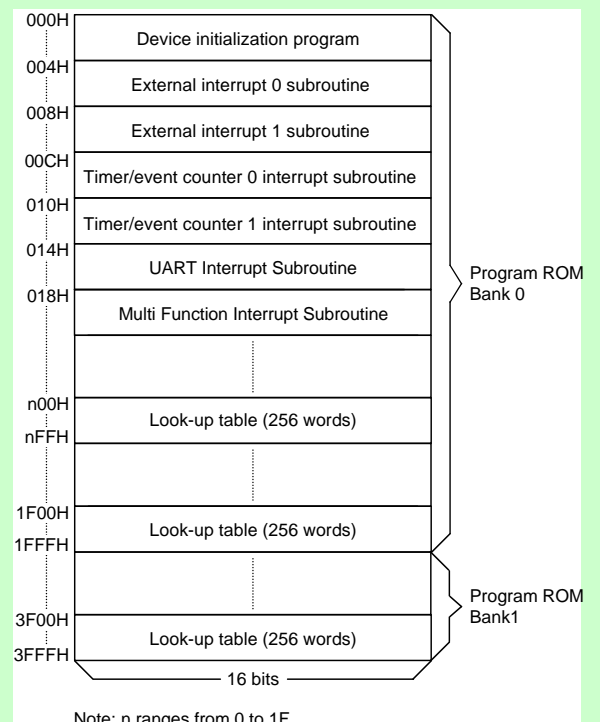 000H
Device initialization program
004H
External interrupt 0 subroutine
008H
External interrupt 1 subroutine
00CH
Timer/event counter 0 interrupt subroutine
010H
Timer/event counter 1 interrupt subroutine
014H
UART Interrupt Subroutine
018H
Multi Function Interrupt Subroutine
Program ROM
Bank 0
n00H
Look-up table (256 words)
nFFH
1F00H
Look-up table (256 words)
1FFFH
Program ROM
Bank1
3F00H
Look-up table (256 words)
3FFFH
16 bits
Note: n ranges from 0 to 1F